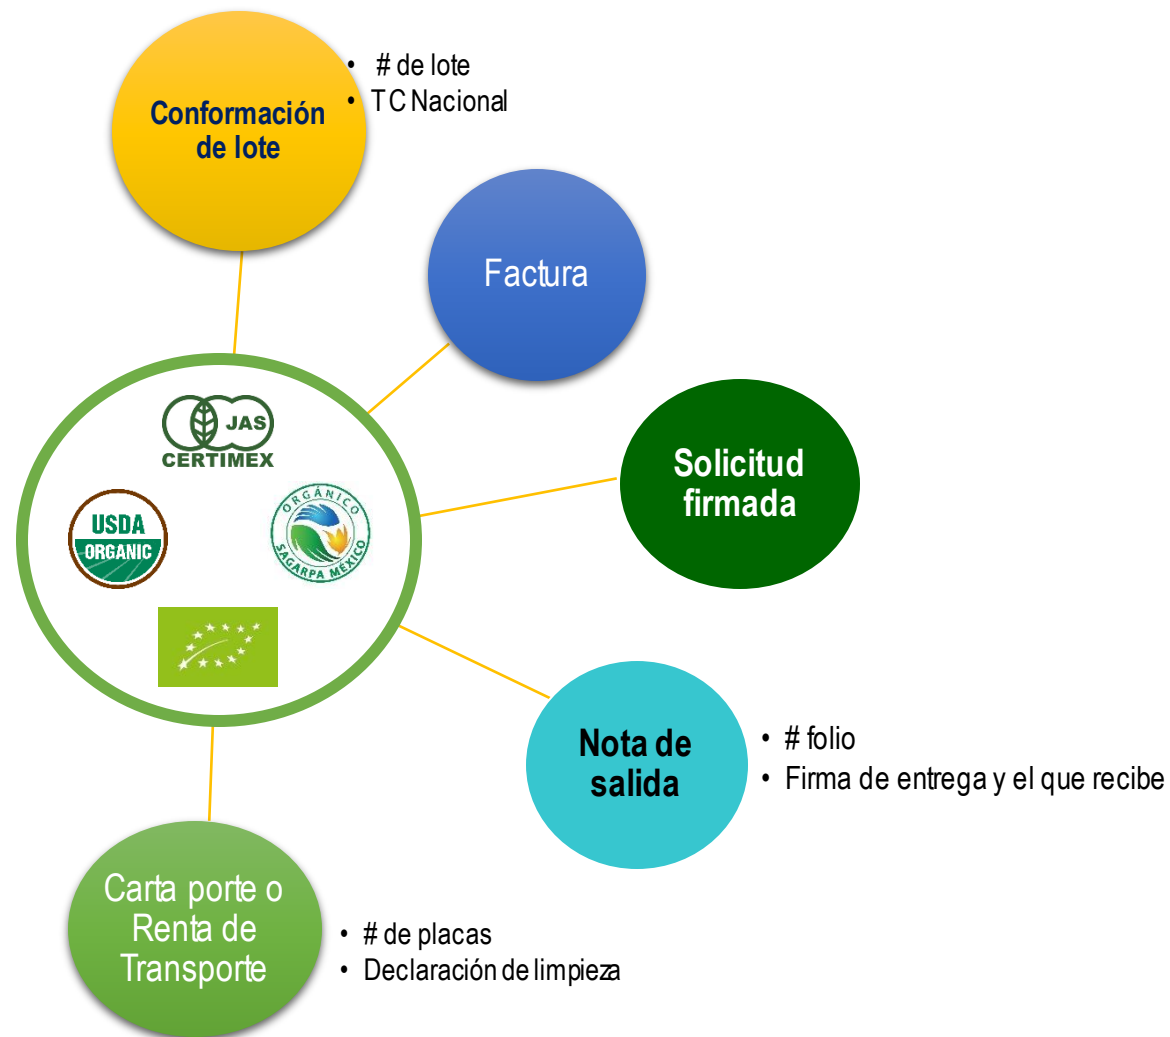 Conformación
de lote
• # de lote
• TC Nacional
Factura
Solicitud
firmada
JAS
CERTIMEX
USDA
ORGANIC
ORGÁNICO
SAGARPA MÉXICO
Nota de
salida
• # folio
• Firma de entrega y el que recibe
Carta porte o
Renta de
Transporte
• # de placas
• Declaración de limpieza